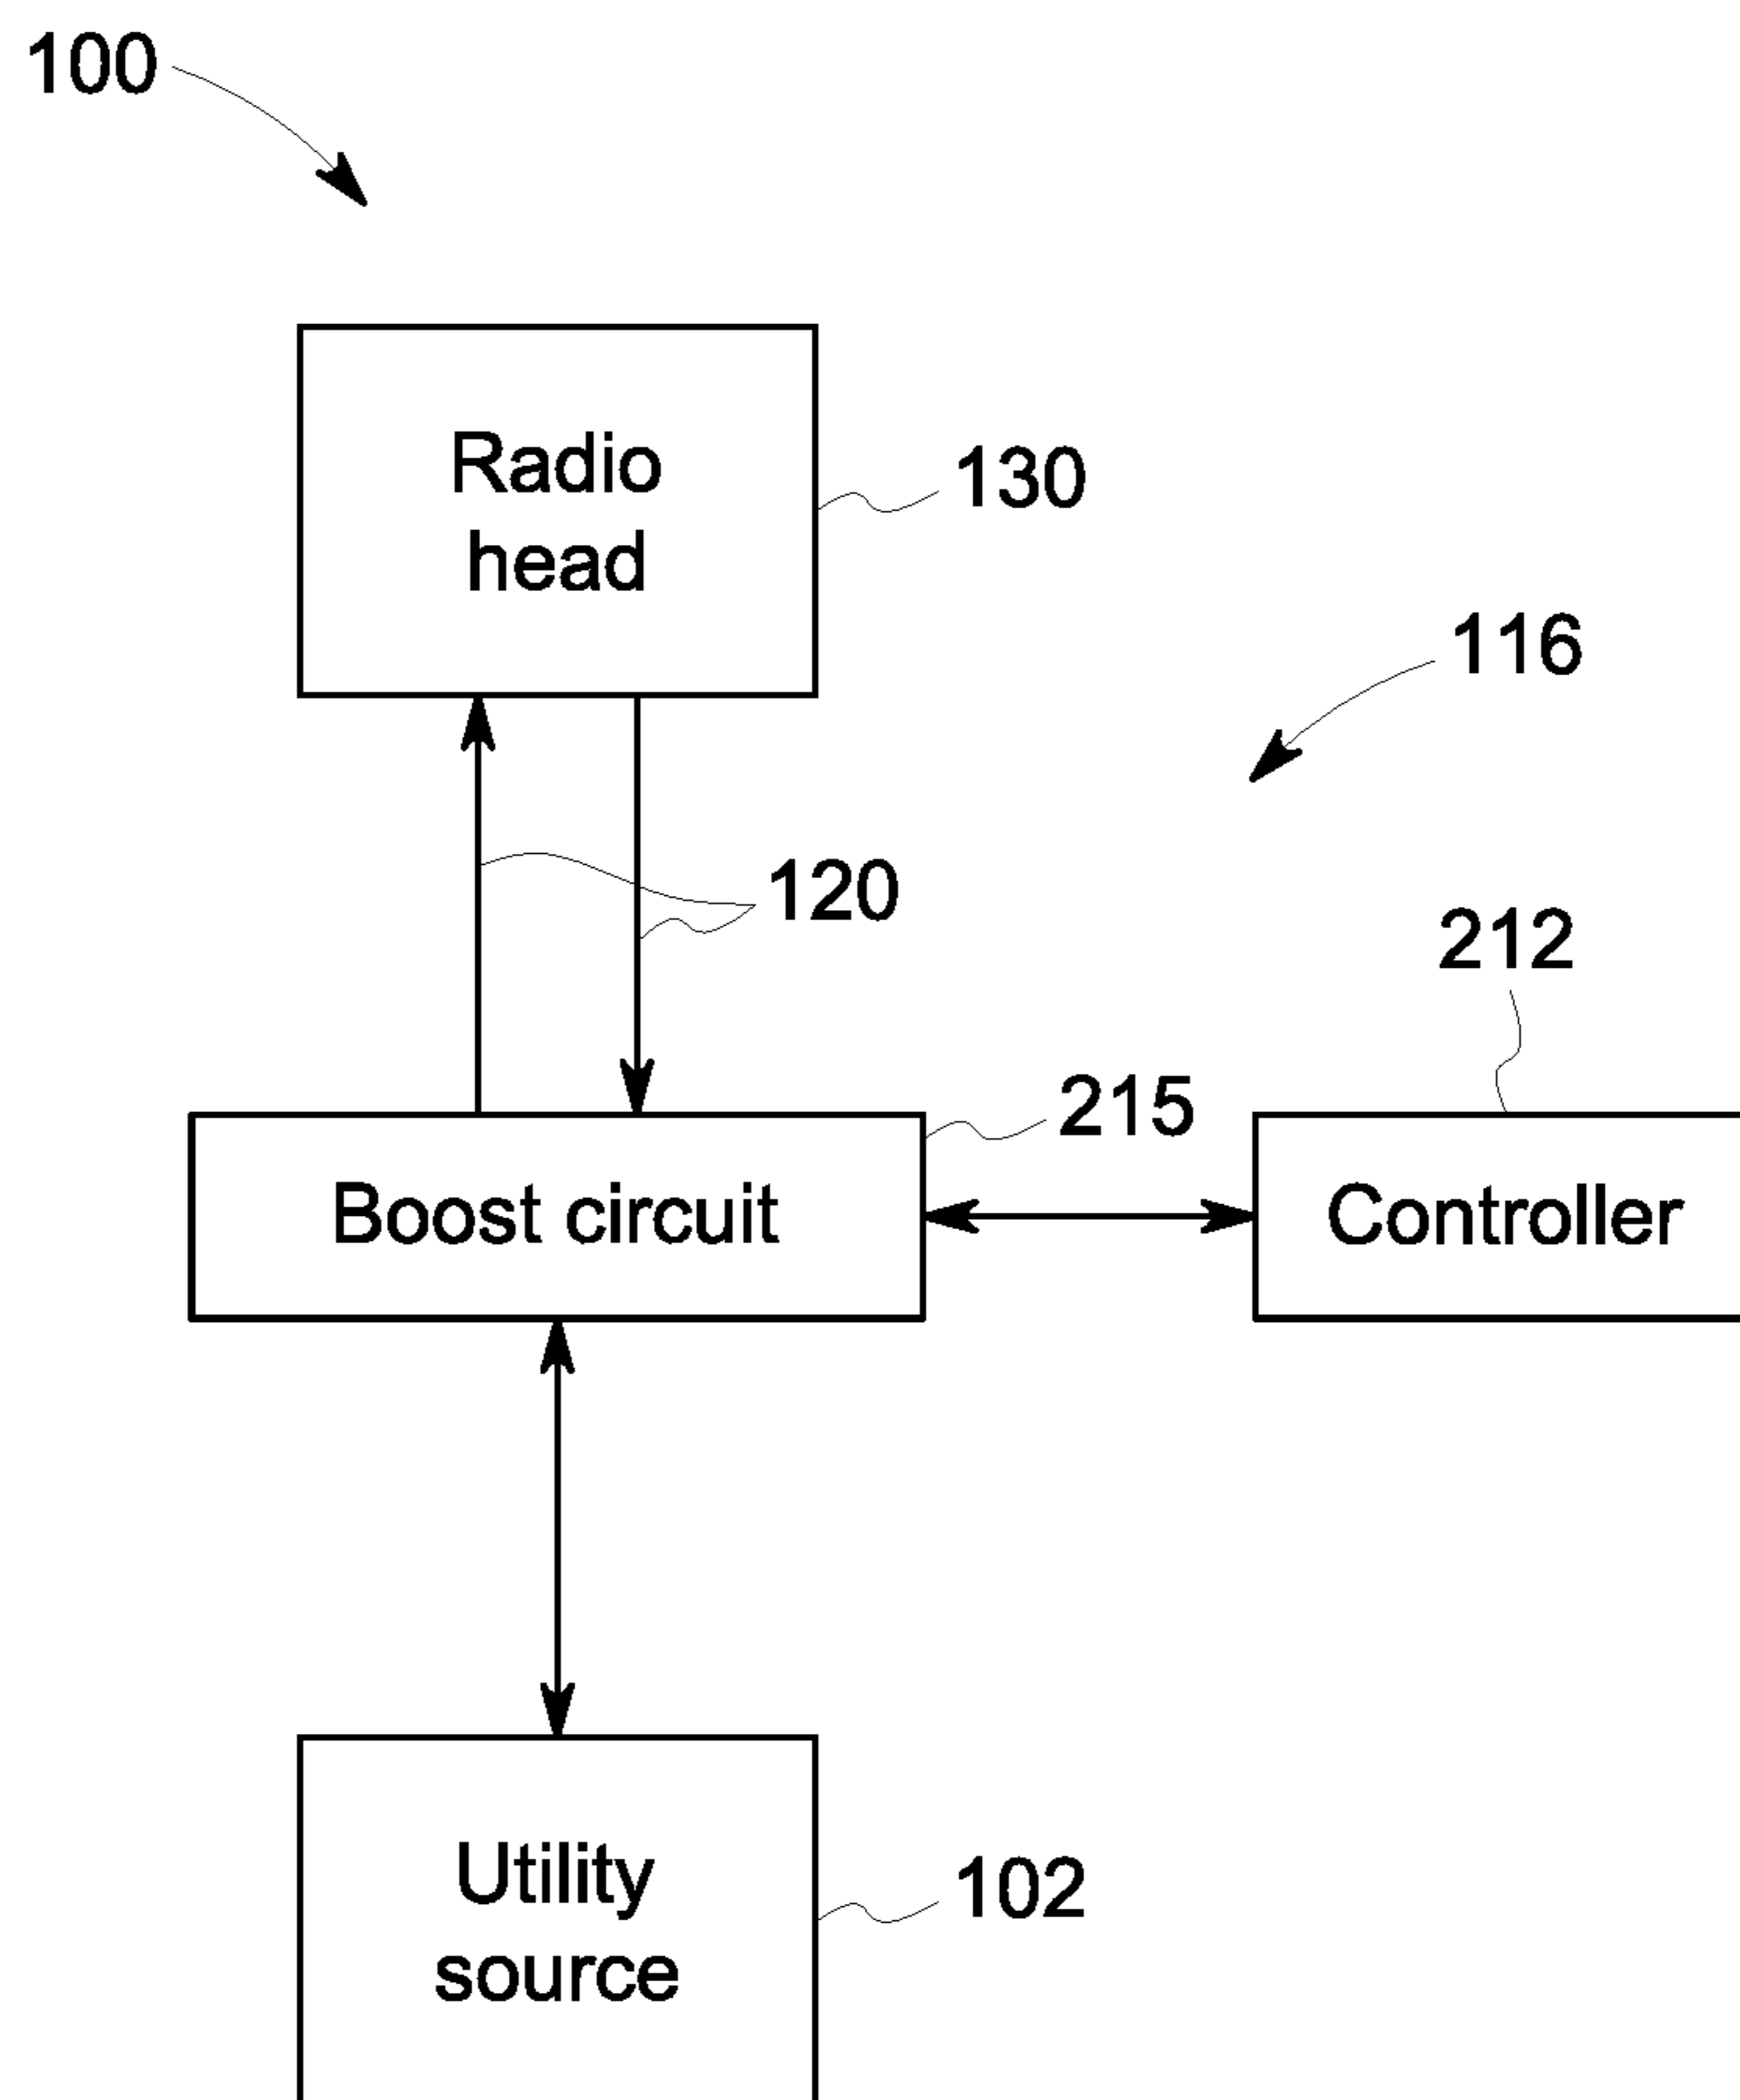 100
Radio
head
130
116
120
212
215
Boost circuit
Controller
Utility
source
102